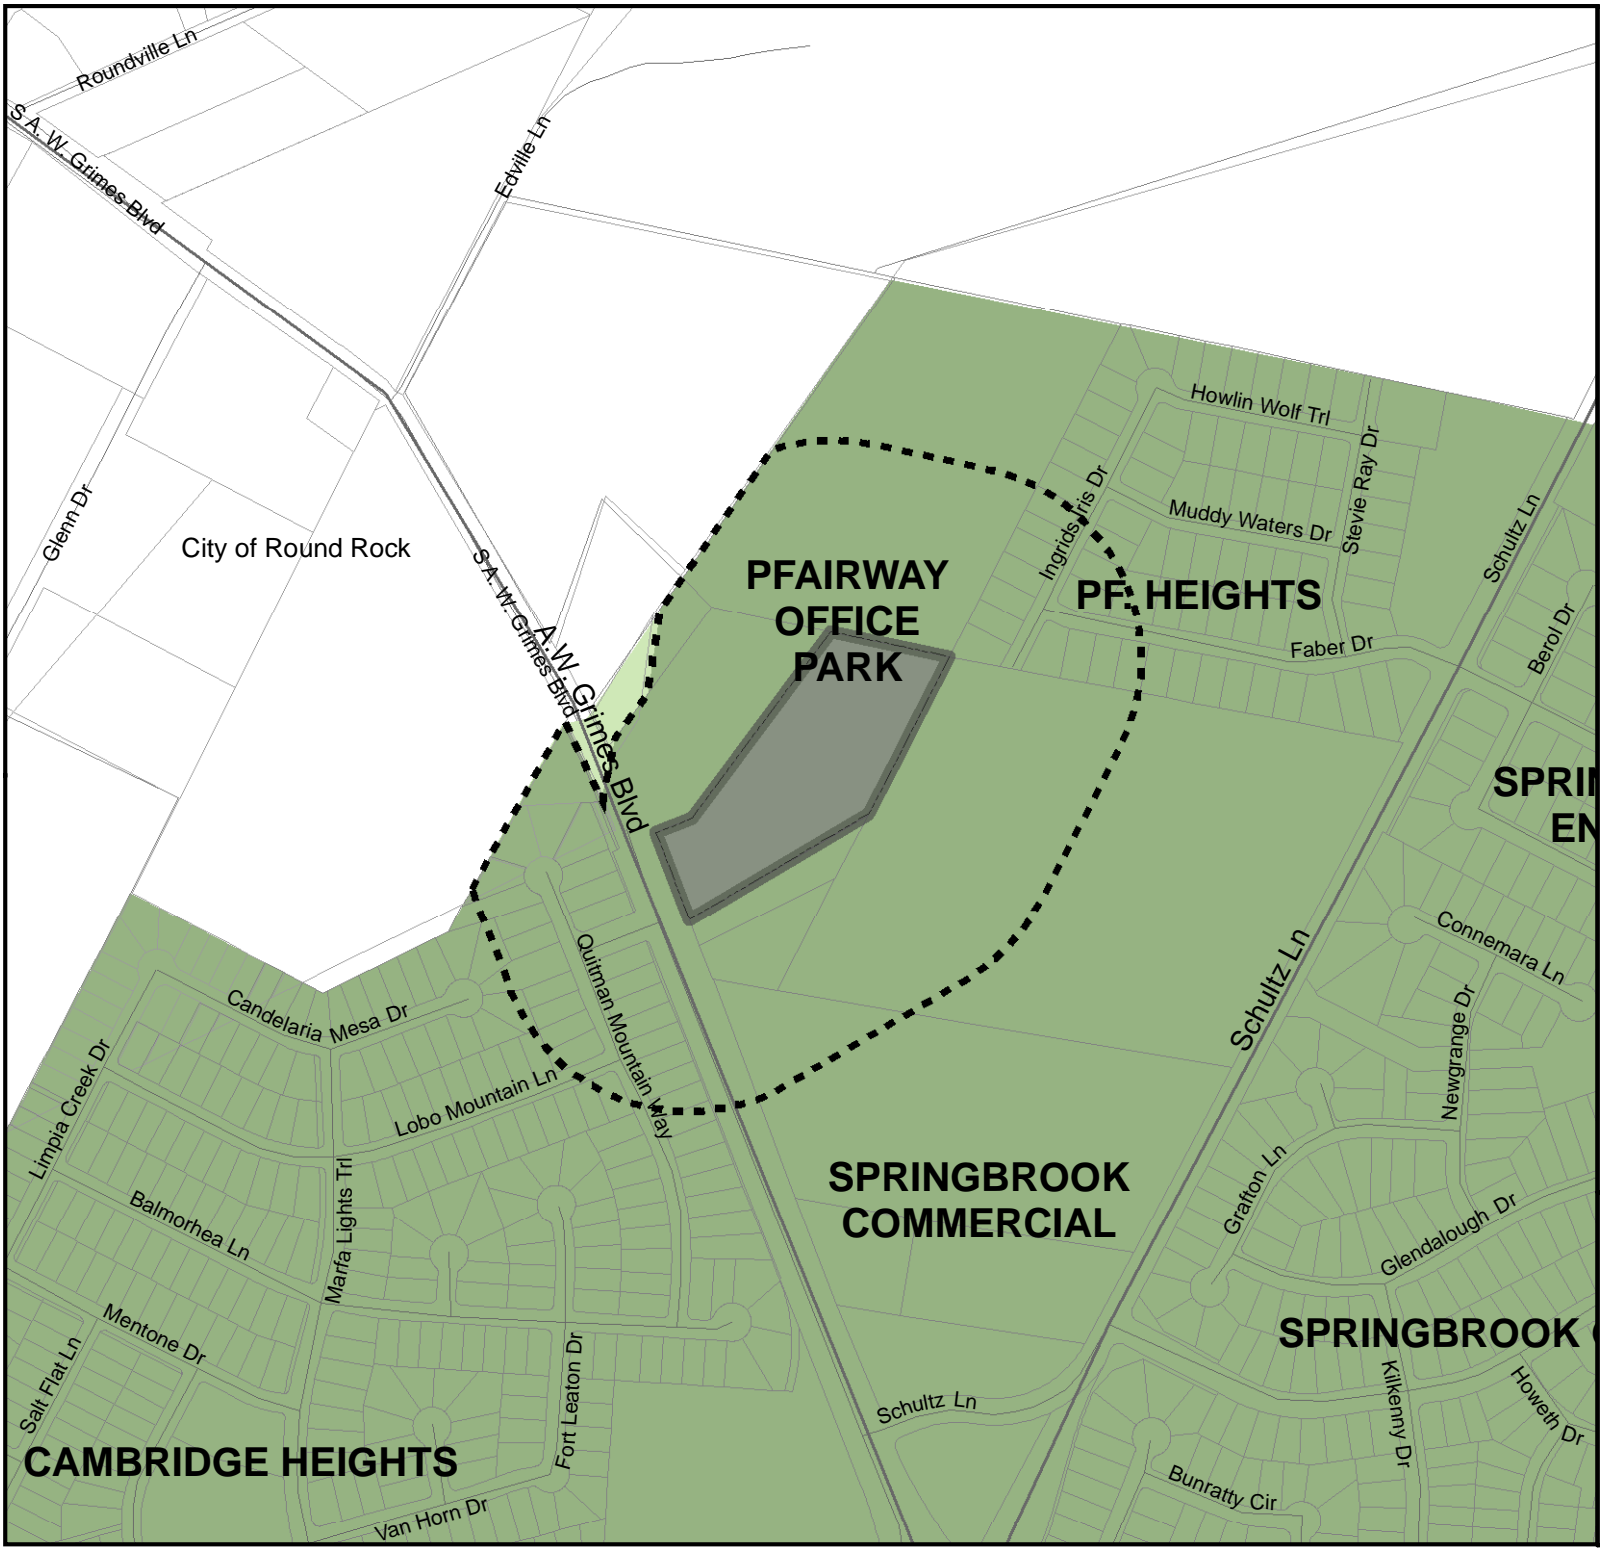 Roundville Ln
S A. W. Grimes Blvd
Edville Ln
Glenn Dr
City of Round Rock
S A. W. Grimes Blvd
A.W. Grimes Blvd
PFAIRWAY
OFFICE
PARK
Howlin Wolf Trl
Ingrids Iris Dr
Muddy Waters Dr
Stevie Ray Dr
PF. HEIGHTS
Faber Dr
Schultz Ln
Berol Dr
SPRIN
EN
Connemara Ln
Newgrange Dr
Schultz Ln
Quitman Mountain Way
Candelaria Mesa Dr
Limpia Creek Dr
Lobo Mountain Ln
Balmorhea Ln
Marfa Lights Trl
Mentone Dr
Salt Flat Ln
CAMBRIDGE HEIGHTS
Fort Leaton Dr
Van Horn Dr
SPRINGBROOK
COMMERCIAL
Grafton Ln
Glendalough Dr
SPRINGBROOK
Schultz Ln
Kilkenny Dr
Howeth Dr
Bunratty Cir